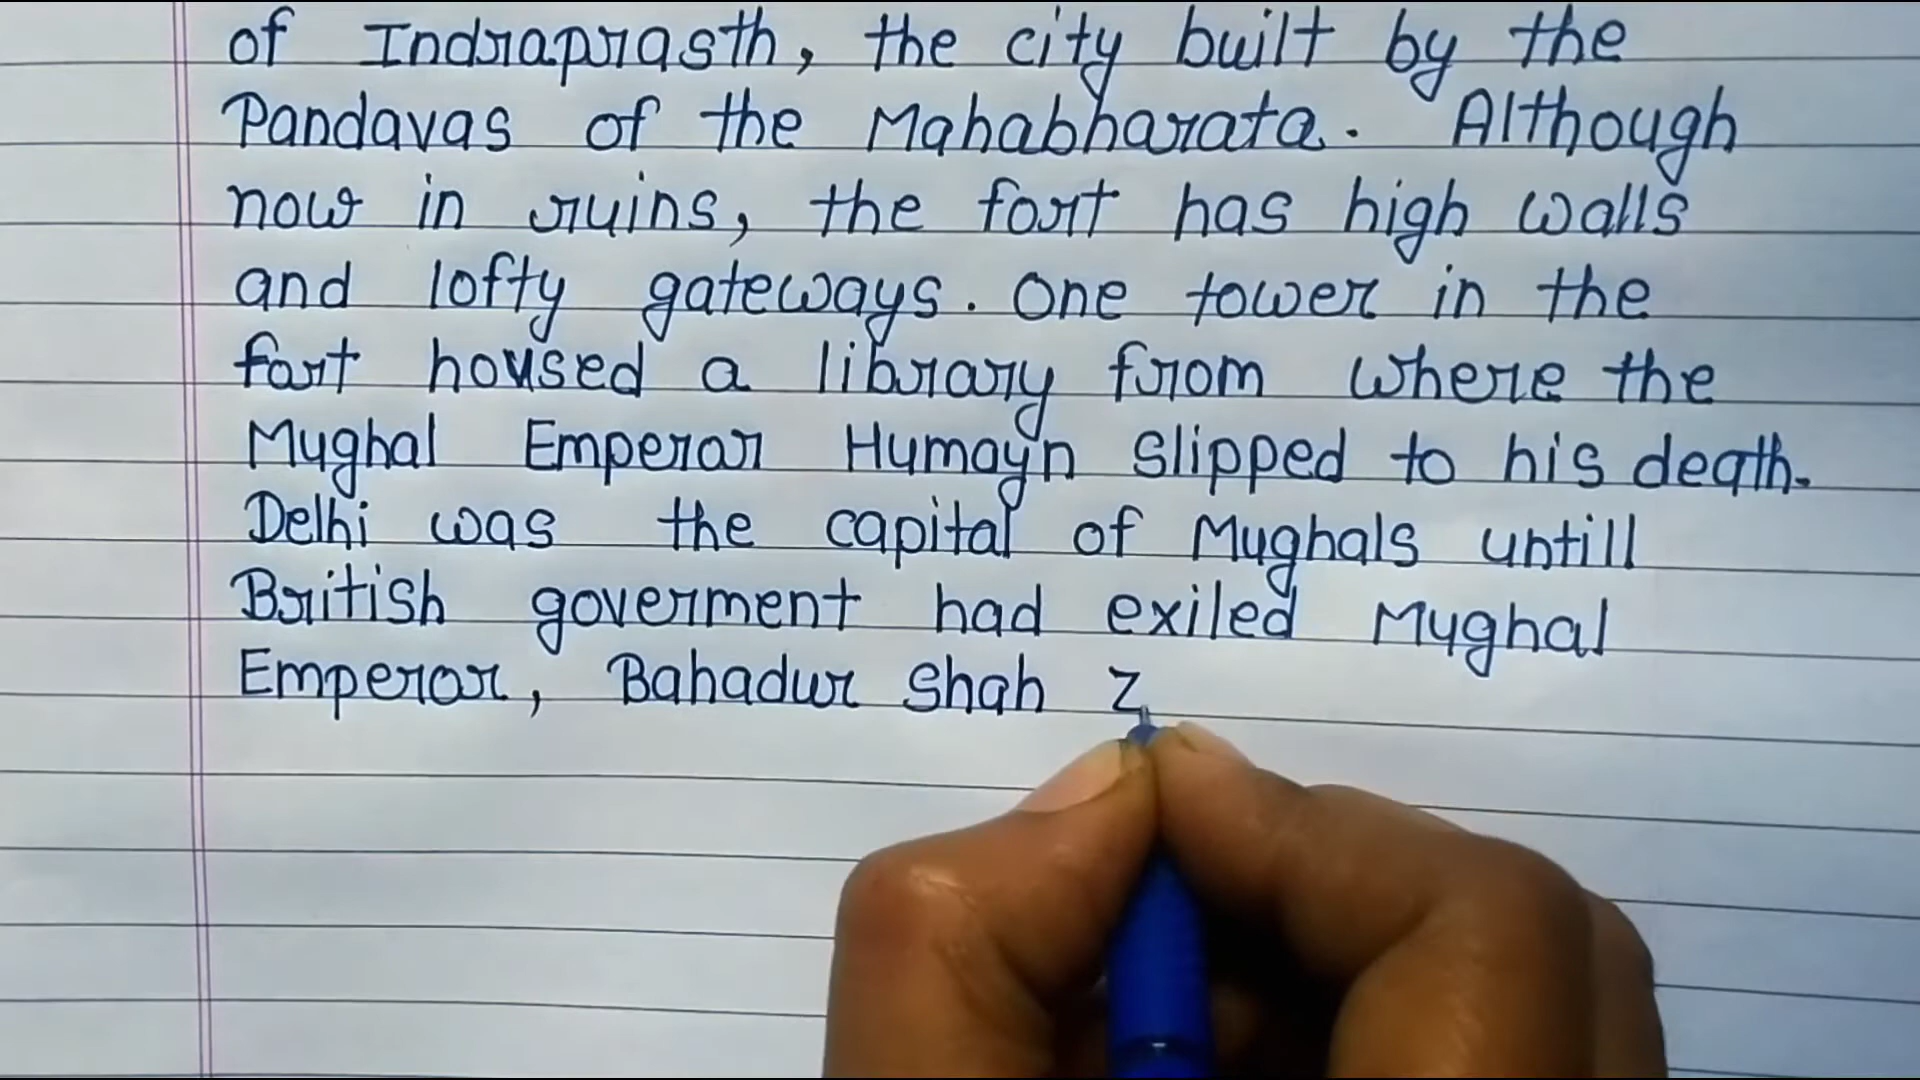 of Indraprasth, the city built by the
Pandavas of the Mahabharata. Although
now in ruins, the fort has high walls
and lofty gateways. One tower in the
fort housed a library from where the
Mughal Emperor Humayn slipped to his death.
Delhi was the capital of Mughals untill
British goverment had exiled Mughal
Emperor, Bahadur Shah Z